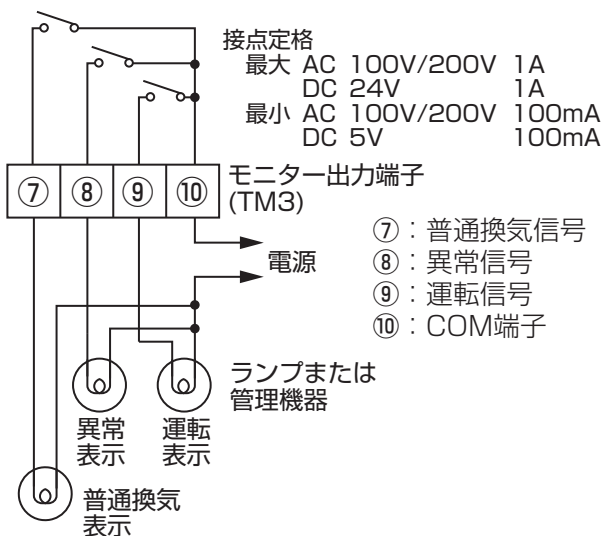 接点定格
最大 AC 100V/200V 1A
DC 24V 1A
最小 AC 100V/200V 100mA
DC 5V 100mA
⑦ ⑧ ⑨ ⑩
モニター出力端子
(TM3)
電源
⑦：普通換気信号
⑧：異常信号
⑨：運転信号
⑩：COM端子
ランプまたは
管理機器
異常
表示
運転
表示
普通換気
表示